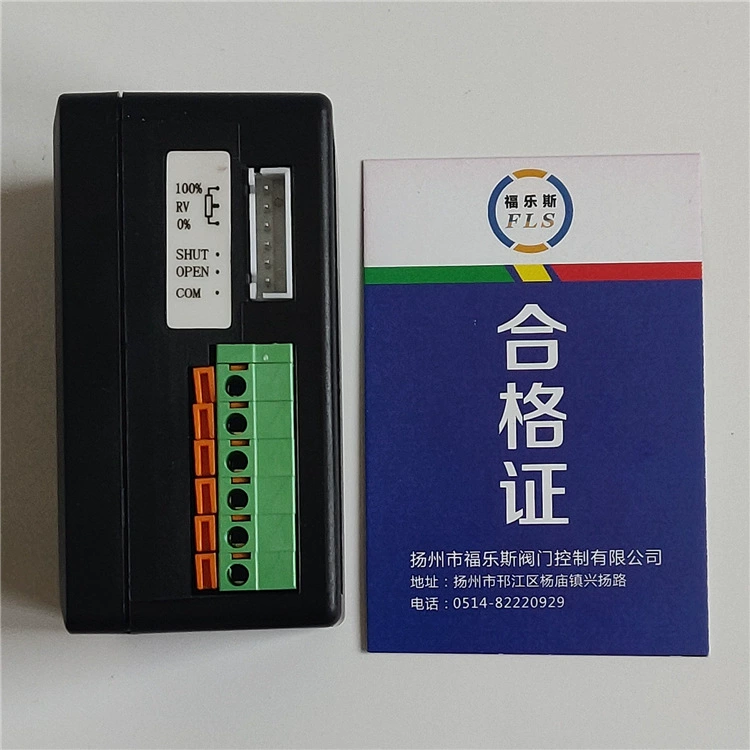 100%
RV
0%
SHUT
OPEN
COM
福乐斯
FLS
合格证
扬州市福乐斯阀门控制有限公司
地址：扬州市邗江区杨庙镇兴扬路
电话：0514-82220929